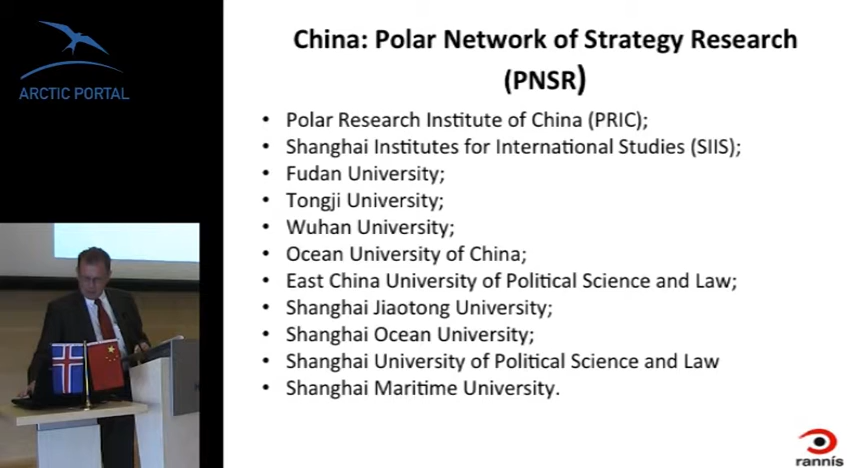 ARCTIC PORTAL
China: Polar Network of Strategy Research
(PNSR)
• Polar Research Institute of China (PRIC);
• Shanghai Institutes for International Studies (SIIS);
• Fudan University;
• Tongji University;
• Wuhan University;
• Ocean University of China;
• East China University of Political Science and Law;
• Shanghai Jiaotong University;
• Shanghai Ocean University;
• Shanghai University of Political Science and Law
• Shanghai Maritime University.
rannís